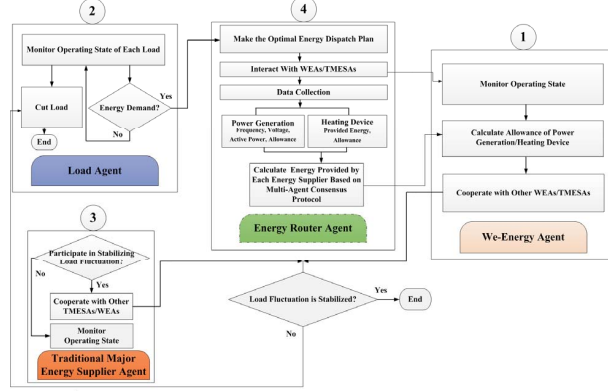 2
Monitor Operating State of Each Load
Cut Load
Energy Demand?
Yes
No
End
Load Agent
4
Make the Optimal Energy Dispatch Plan
Interact With WEAs/TMESAs
Data Collection
Power Generation
Frequency, Voltage,
Active Power, Allowance
Heating Device
Provided Energy,
Allowance
Calculate Energy Provided by
Each Energy Supplier Based on
Multi-Agent Consensus
Protocol
Energy Router Agent
1
Monitor Operating State
Calculate Allowance of Power
Generation/Heating Device
Cooperate with Other WEAs/TMESAs
We-Energy Agent
3
Participate in Stabilizing
Load Fluctuation?
No
Yes
Cooperate with Other
TMESAs/WEAs
Monitor
Operating State
Traditional Major
Energy Supplier Agent
Load Fluctuation is Stabilized?
Yes
End
No